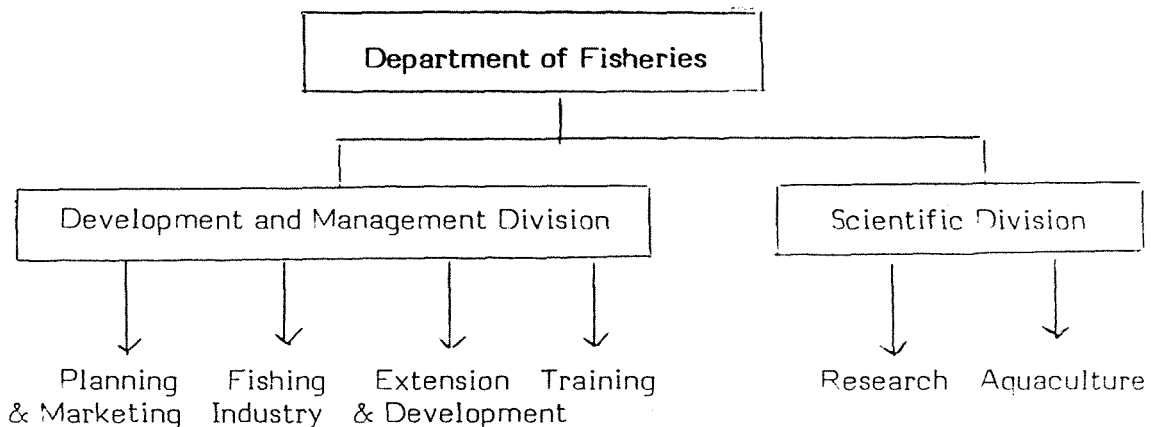 Department of Fisheries
Development and Management Division
Scientific Division
Planning
& Marketing
Fishing
Industry
Extension
& Development
Training
Research
Aquaculture